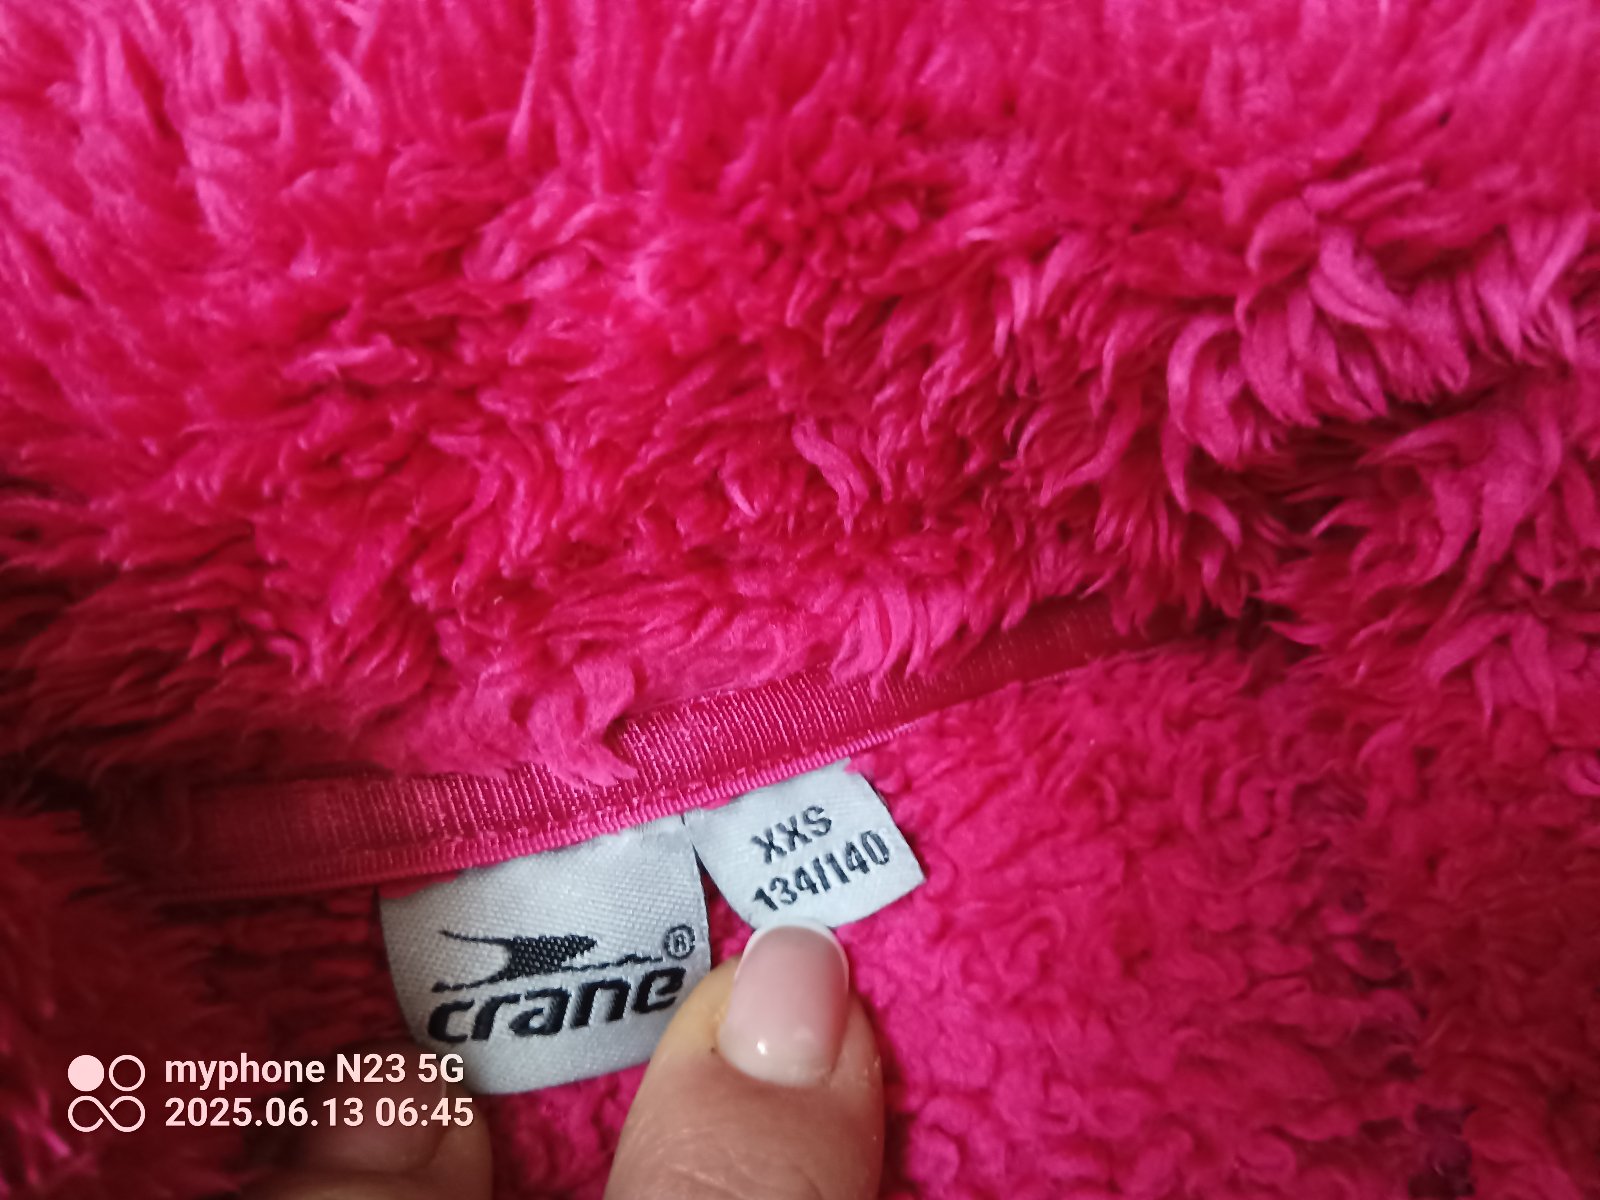 XXS
134/140
crane®
myphone N23 5G
2025.06.13 06:45